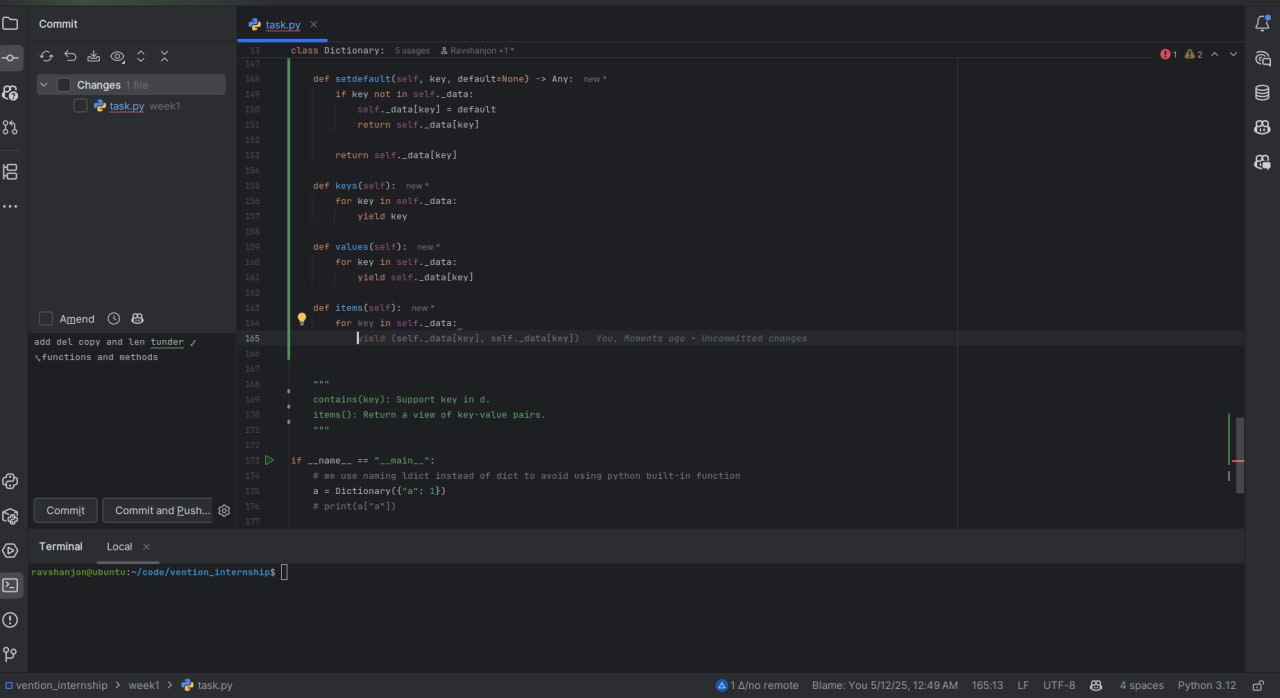 Commit
task.py
Changes 1 file
task.py week1
Amend
add del copy and len tunder
functions and methods
Commit
Commit and Push...
13 class Dictionary: 5 usages Ravshanjon +1 *
1 2
147
148 def setdefault(self, key, default=None) -> Any: new *
149 if key not in self._data:
150 self._data[key] = default
151 return self._data[key]
152
153 return self._data[key]
154
155 def keys(self): new *
156 for key in self._data:
157 yield key
158
159 def values(self): new *
160 for key in self._data:
161 yield self._data[key]
162
163 def items(self): new *
164 for key in self._data:
165 yield (self._data[key], self._data[key]) You, Moments ago • Uncommitted changes
166
167
168 """
169 contains(key): Support key in d.
170 items(): Return a view of key-value pairs.
171 """
172
173 if __name__ == "__main__":
174 # we use naming ldict instead of dict to avoid using python built-in function
175 a = Dictionary({"a": 1})
176 # print(a["a"])
177
Terminal Local
ravshanjon@ubuntu:~/code/vention_internship$
vention_internship > week1 > task.py
1 Δ/no remote Blame: You 5/12/25, 12:49 AM 165:13 LF UTF-8 4 spaces Python 3.12